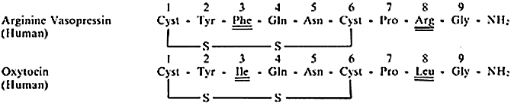 1 2 3 4 5 6 7 8 9
Arginine Vasopressin Cyst - Tyr - Phe - Gln - Asn - Cyst - Pro - Arg - Gly - NH₂
(Human)
S S
1 2 3 4 5 6 7 8 9
Oxytocin Cyst - Tyr - Ile - Gln - Asn - Cyst - Pro - Leu - Gly - NH₂
(Human)
S S